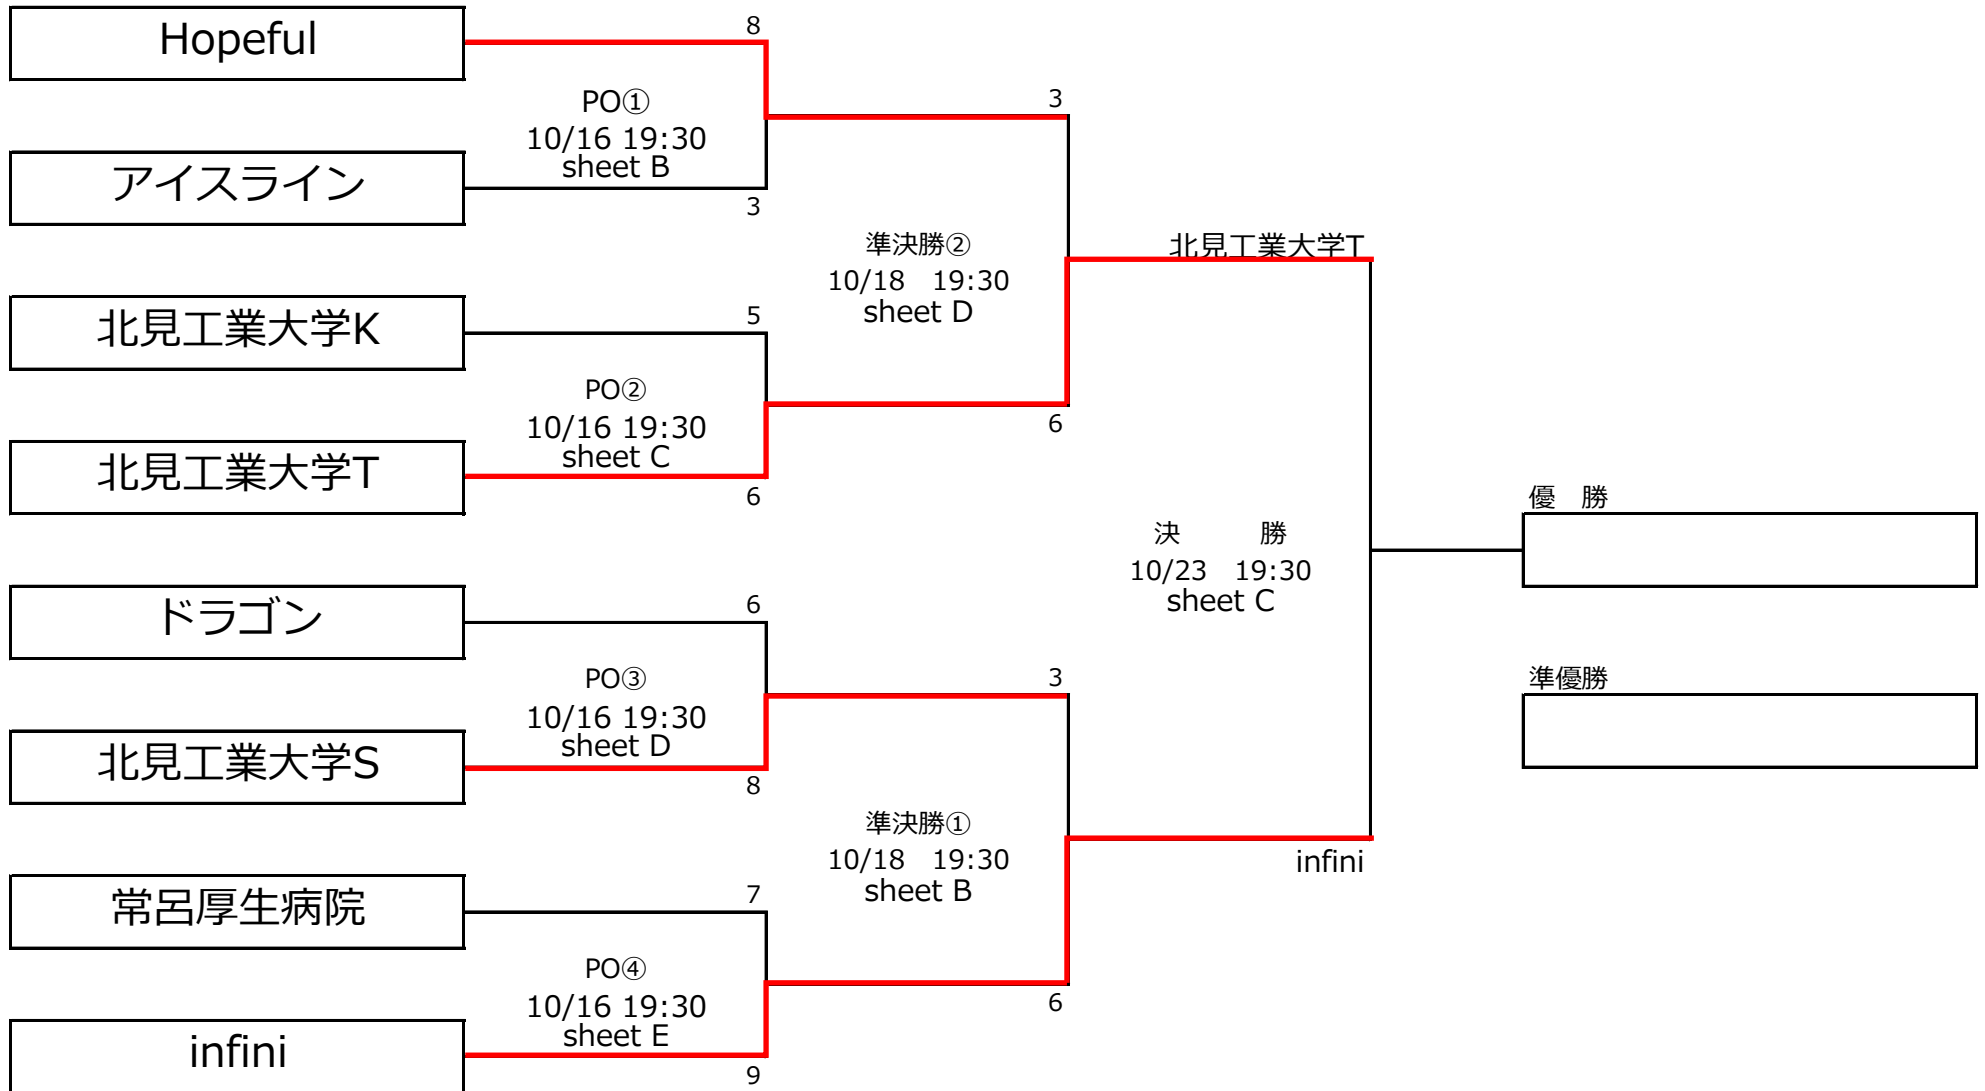 Hopeful
8
PO①
10/16 19:30
sheet B
アイスライン
3
3
準決勝②
10/18 19:30
sheet D
北見工業大学T
北見工業大学K
5
PO②
10/16 19:30
sheet C
北見工業大学T
6
6
決 勝
10/23 19:30
sheet C
優 勝
準優勝
ドラゴン
6
PO③
10/16 19:30
sheet D
北見工業大学S
8
3
準決勝①
10/18 19:30
sheet B
infini
常呂厚生病院
7
PO④
10/16 19:30
sheet E
infini
9
6